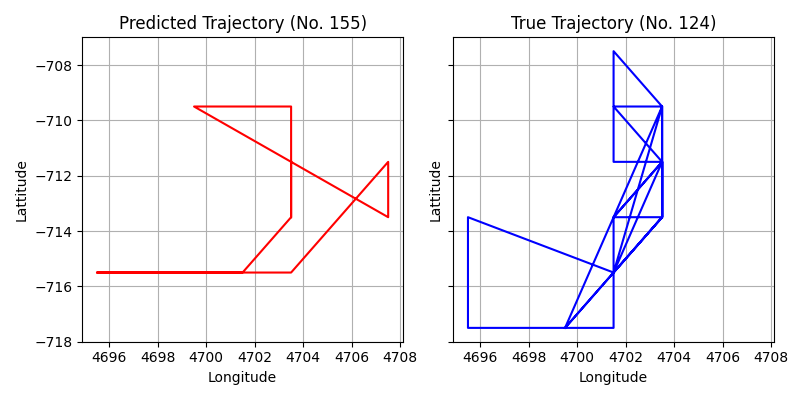 Predicted Trajectory (No. 155)
True Trajectory (No. 124)
Lattitude
−708
−710
−712
−714
−716
−718
4696 4698 4700 4702 4704 4706 4708
Longitude
Lattitude
4696 4698 4700 4702 4704 4706 4708
Longitude